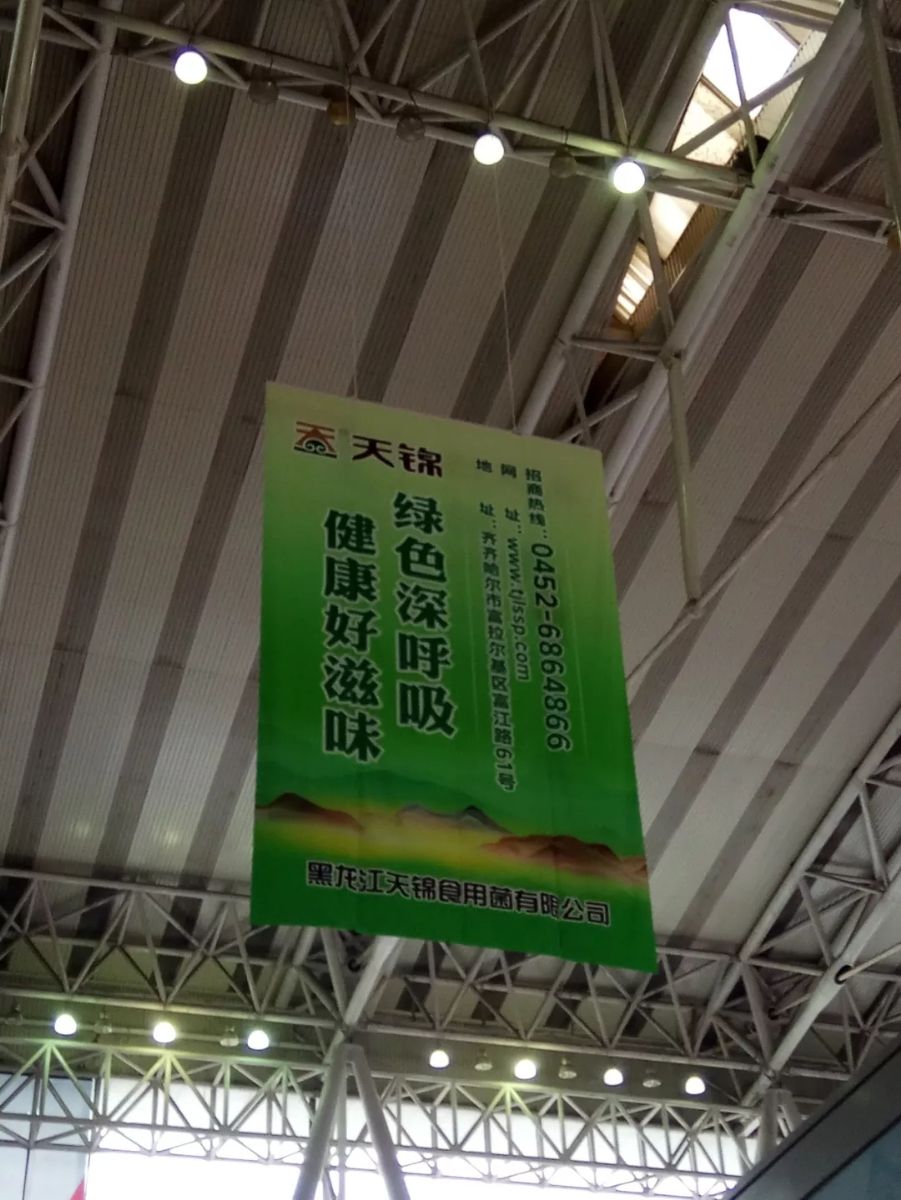 天锦
招商热线：0452-6864866
网 址：www.tjssp.com
地 址：齐齐哈尔市富拉尔基区富江路61号
绿色深呼吸
健康好滋味
黑龙江天锦食用菌有限公司